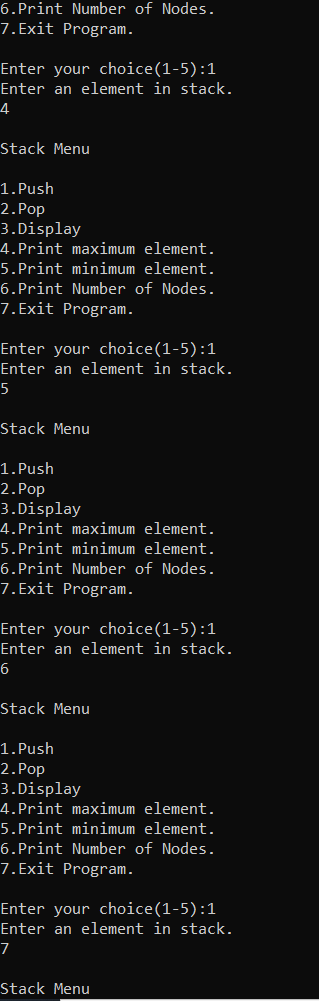 6.Print Number of Nodes.
7.Exit Program.
Enter your choice(1-5):1
Enter an element in stack.
4
Stack Menu
1.Push
2.Pop
3.Display
4.Print maximum element.
5.Print minimum element.
6.Print Number of Nodes.
7.Exit Program.
Enter your choice(1-5):1
Enter an element in stack.
5
Stack Menu
1.Push
2.Pop
3.Display
4.Print maximum element.
5.Print minimum element.
6.Print Number of Nodes.
7.Exit Program.
Enter your choice(1-5):1
Enter an element in stack.
6
Stack Menu
1.Push
2.Pop
3.Display
4.Print maximum element.
5.Print minimum element.
6.Print Number of Nodes.
7.Exit Program.
Enter your choice(1-5):1
Enter an element in stack.
7
Stack Menu